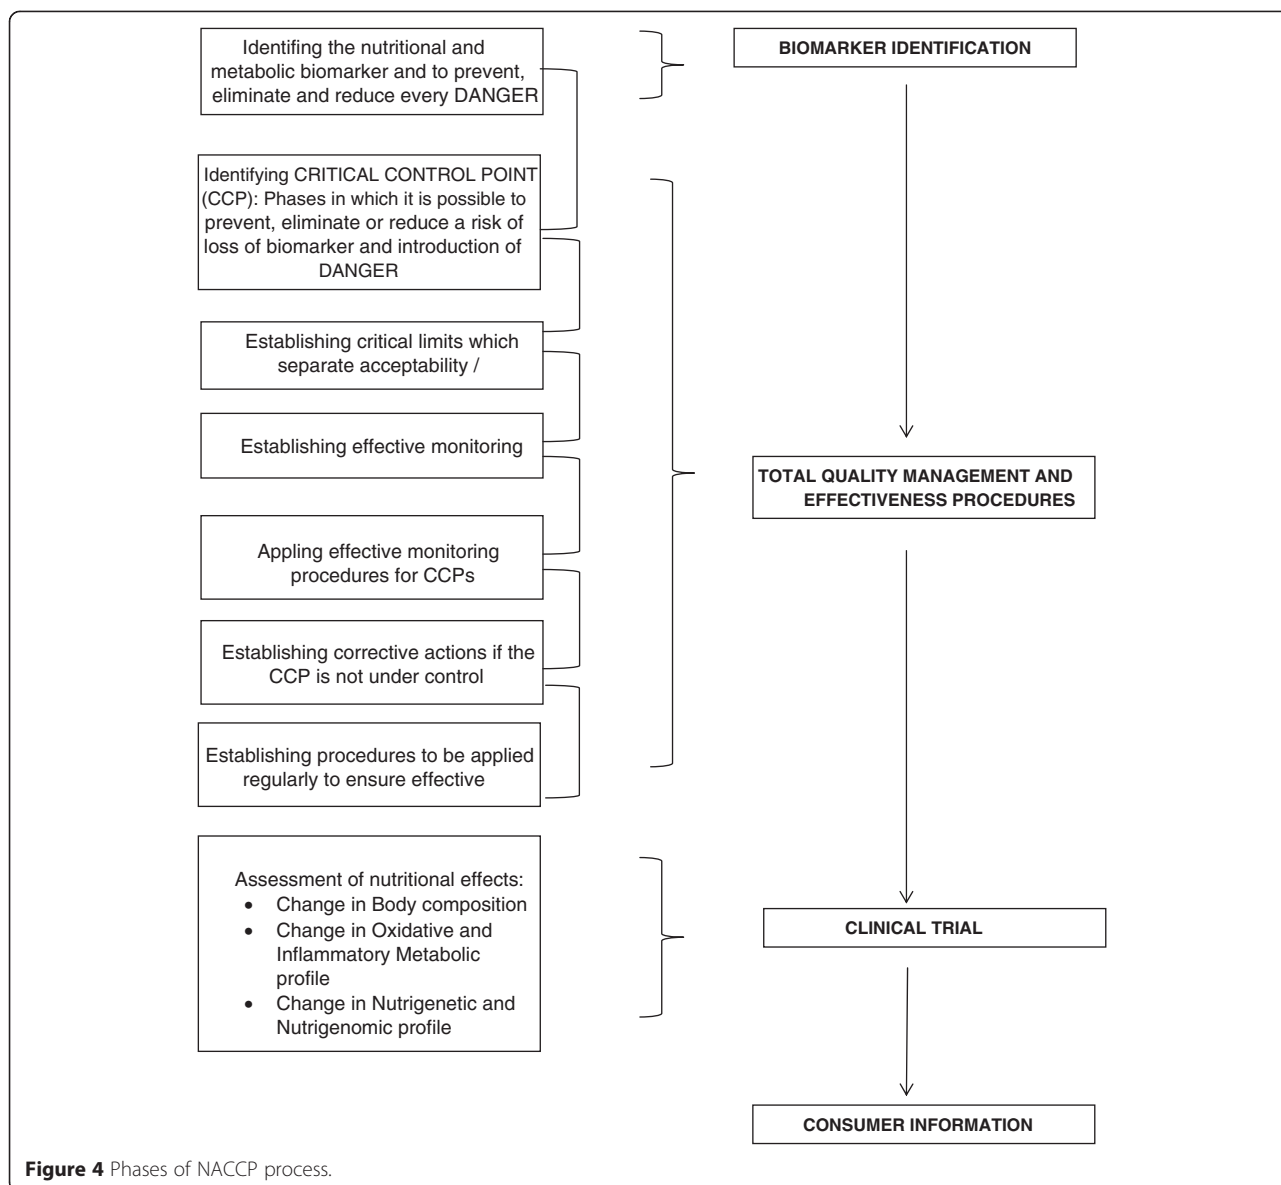 Identifing the nutritional and
metabolic biomarker and to prevent,
eliminate and reduce every DANGER
BIOMARKER IDENTIFICATION
Identifying CRITICAL CONTROL POINT
(CCP): Phases in which it is possible to
prevent, eliminate or reduce a risk of
loss of biomarker and introduction of
DANGER
Establishing critical limits which
separate acceptability /
Establishing effective monitoring
TOTAL QUALITY MANAGEMENT AND
EFFECTIVENESS PROCEDURES
Appling effective monitoring
procedures for CCPs
Establishing corrective actions if the
CCP is not under control
Establishing procedures to be applied
regularly to ensure effective
Assessment of nutritional effects:
• Change in Body composition
• Change in Oxidative and
Inflammatory Metabolic
profile
• Change in Nutrigenetic and
Nutrigenomic profile
CLINICAL TRIAL
CONSUMER INFORMATION
Figure 4 Phases of NACCP process.